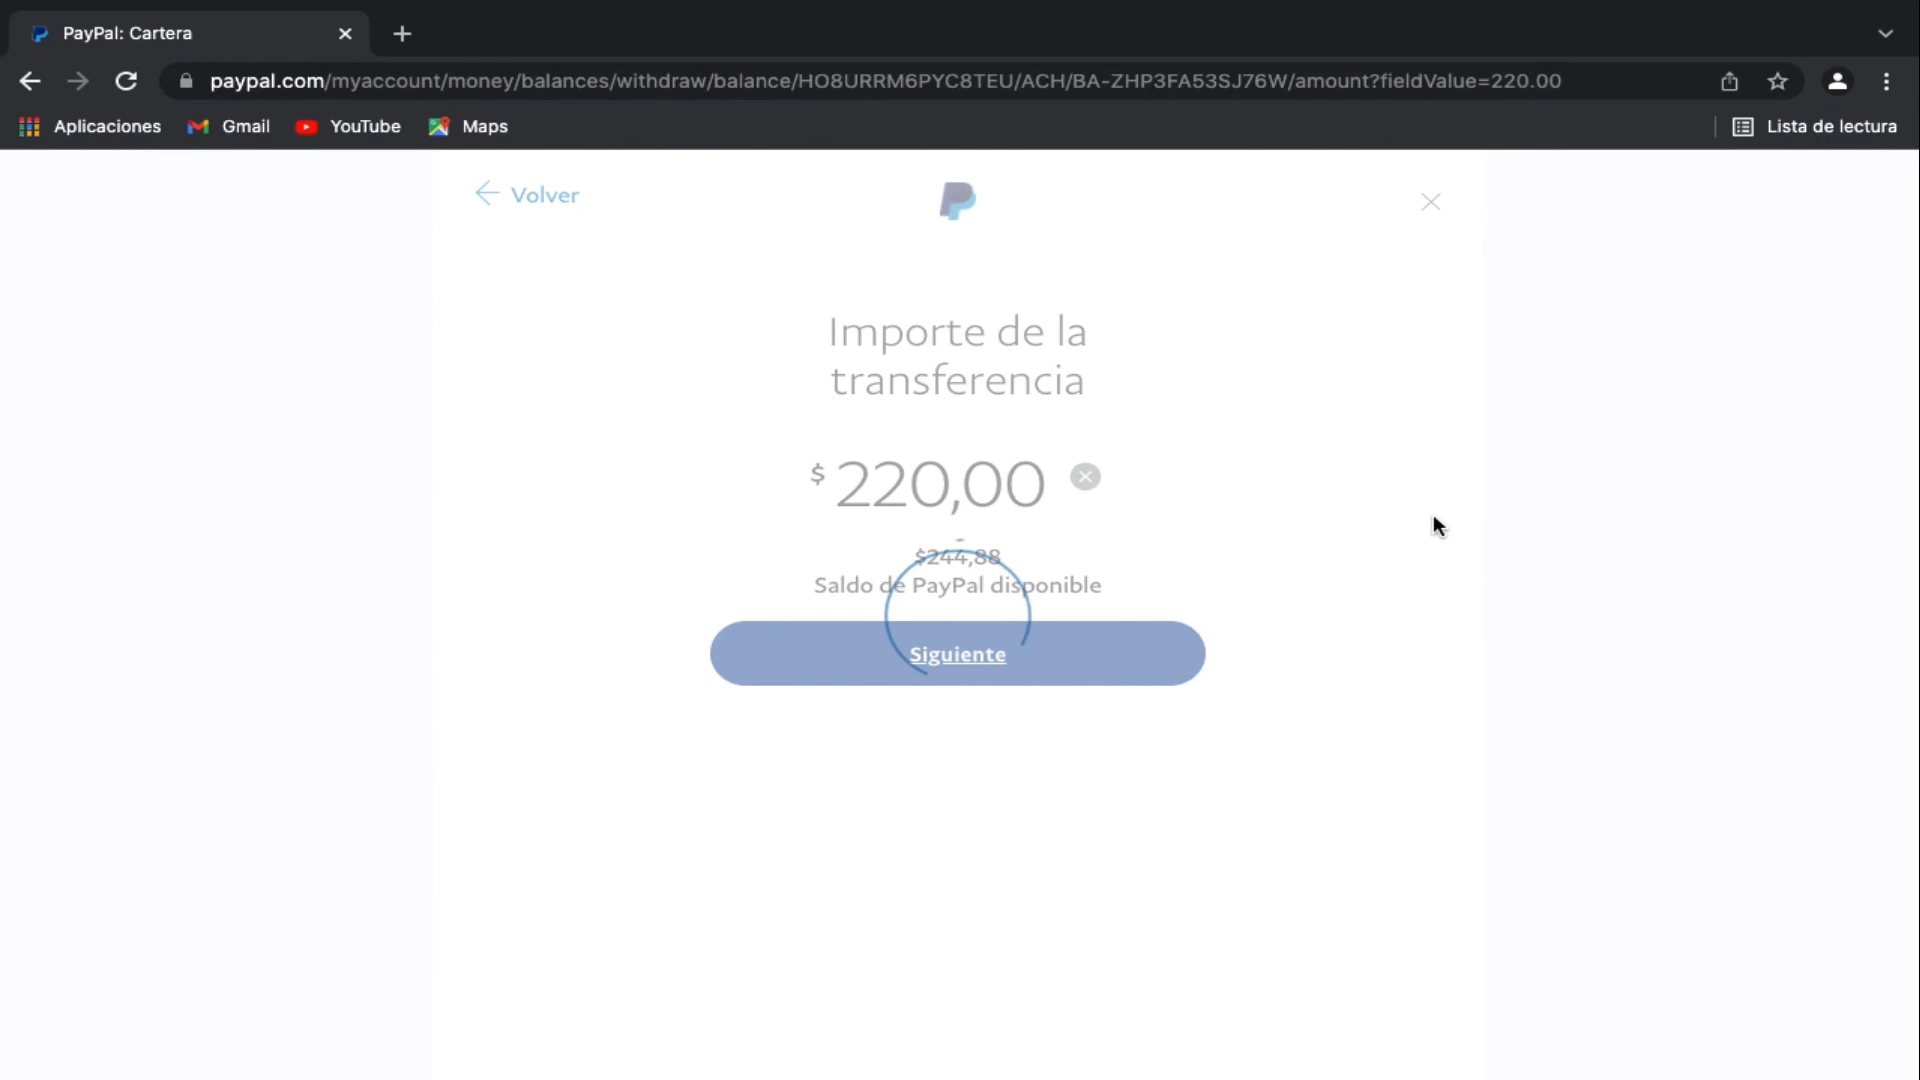 PayPal: Cartera
paypal.com/myaccount/money/balances/withdraw/balance/HO8URRM6PYC8TEU/ACH/BA-ZHP3FA53SJ76W/amount?fieldValue=220.00
Aplicaciones Gmail YouTube Maps Lista de lectura
Volver
Importe de la
transferencia
$220,00
$244,88
Saldo de PayPal disponible
Siguiente